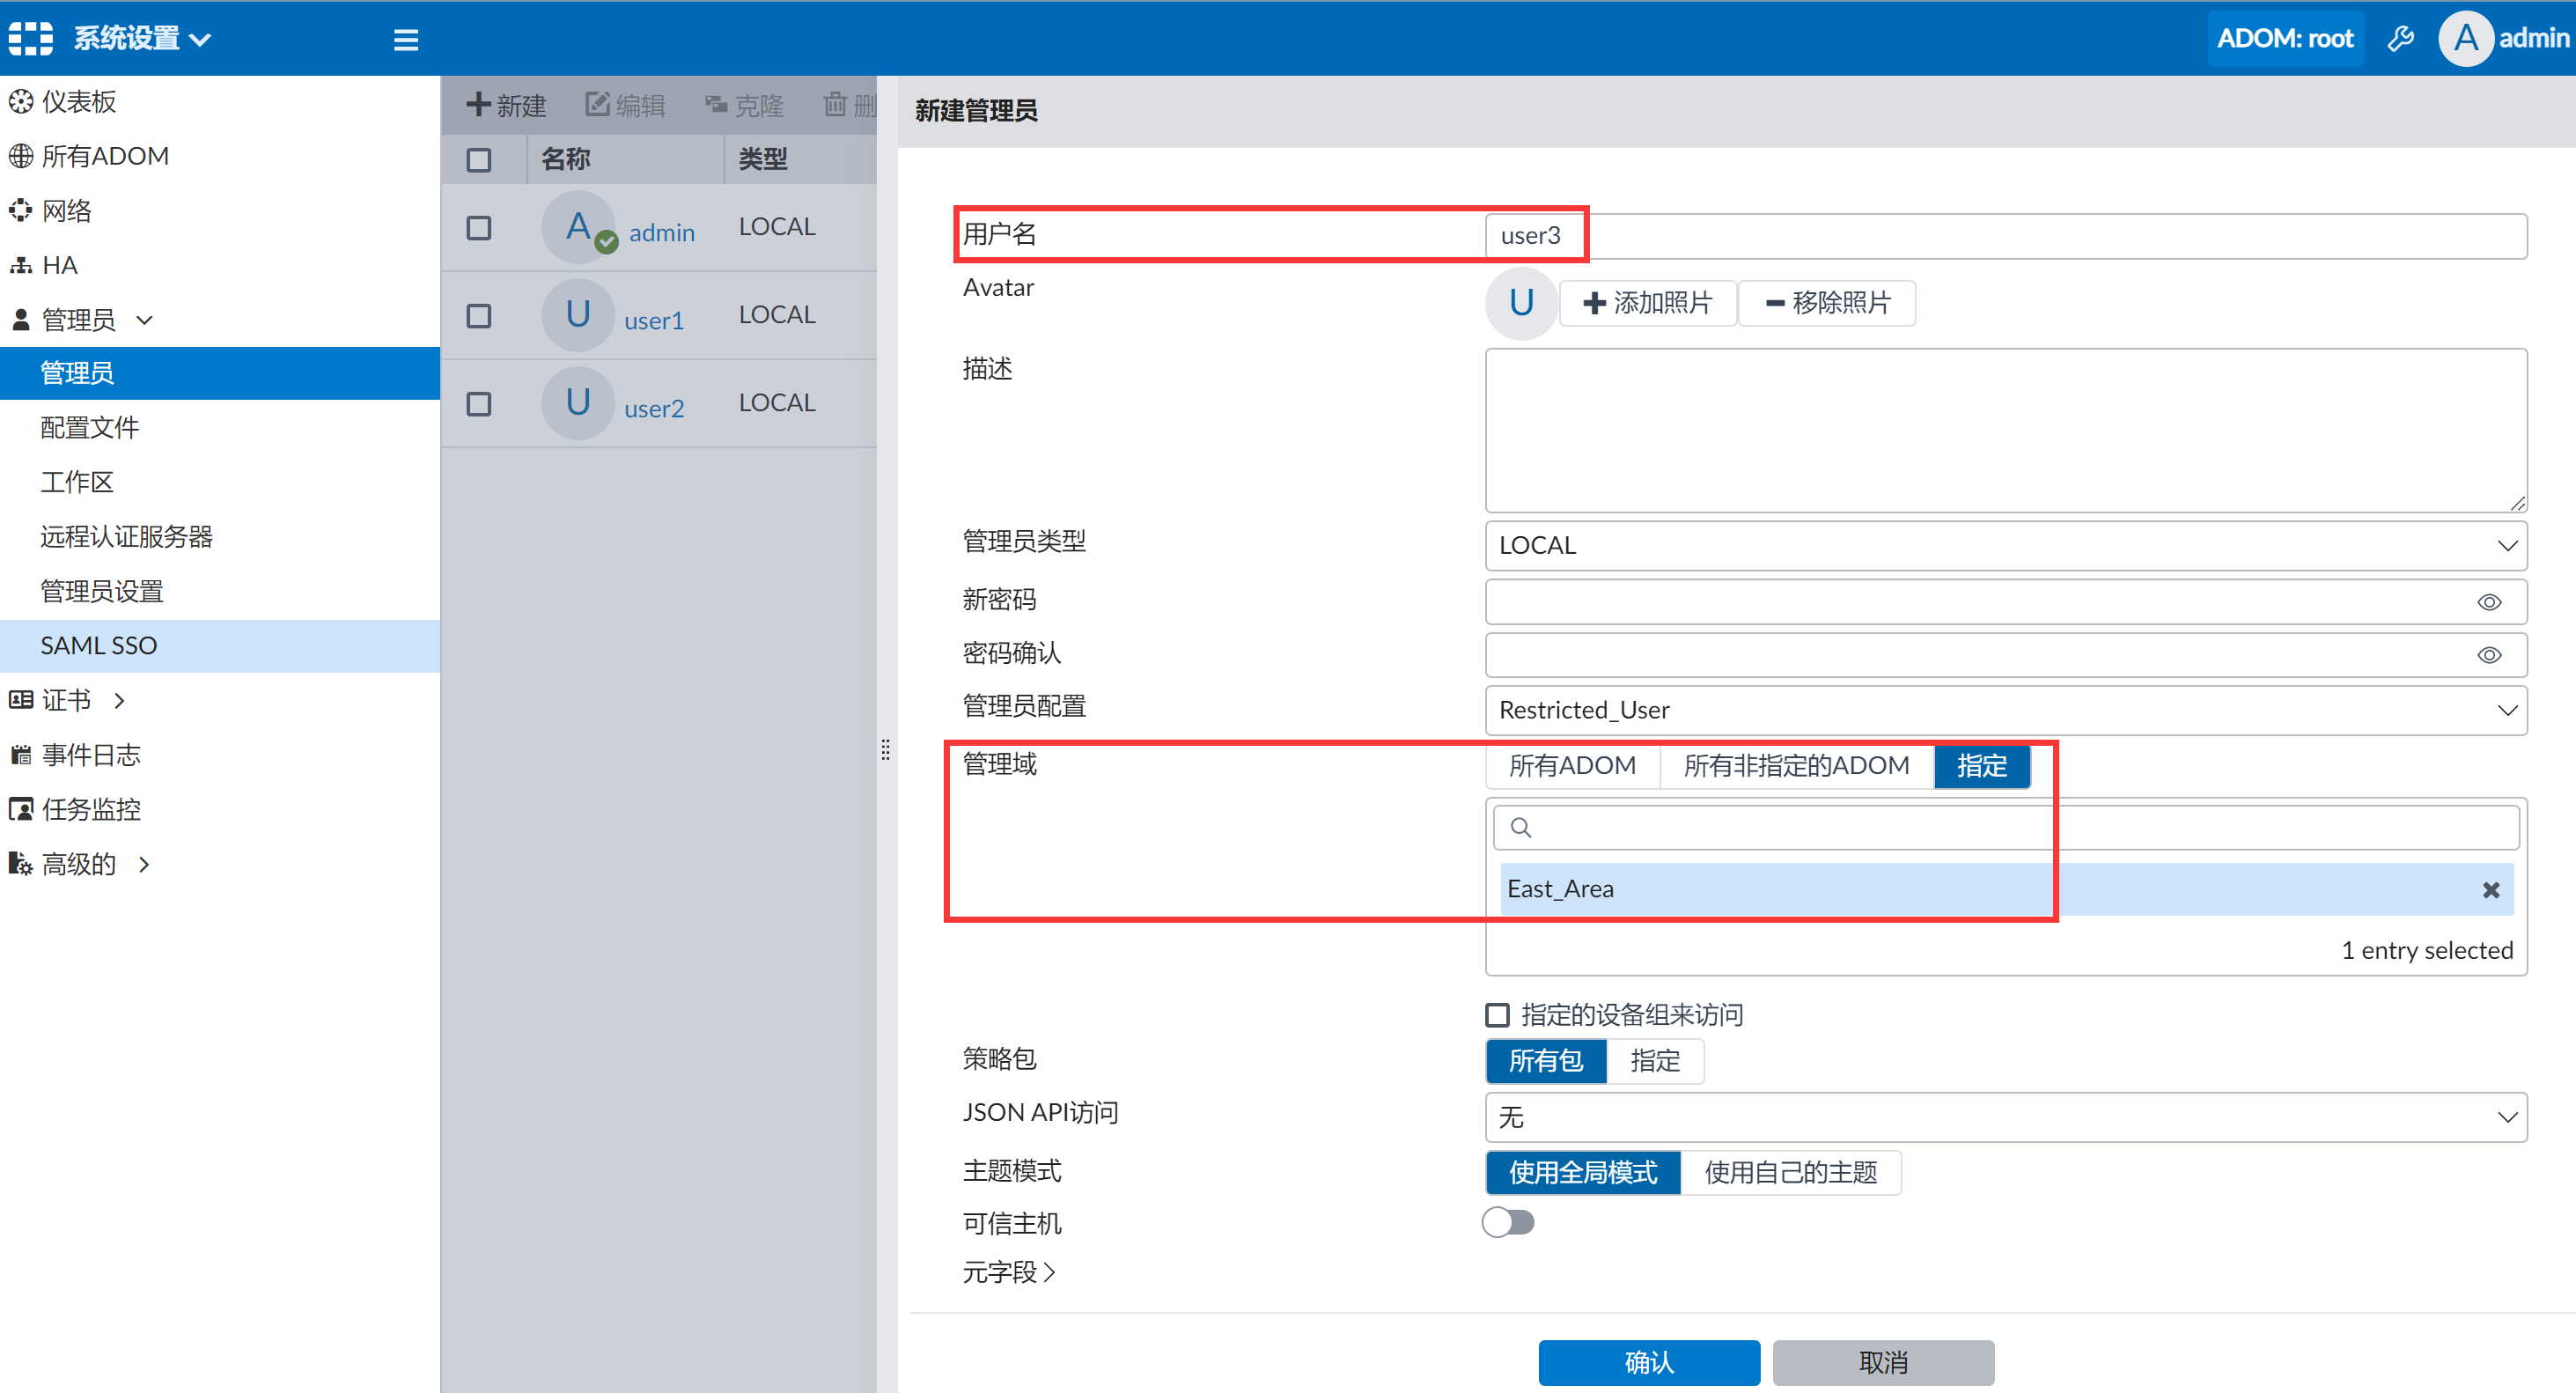 系统设置
ADOM: root
A admin
仪表板
所有ADOM
网络
HA
管理员
管理员
配置文件
工作区
远程认证服务器
管理员设置
SAML SSO
证书
事件日志
任务监控
高级的
新建 编辑 克隆 删
名称 类型
A admin LOCAL
U user1 LOCAL
U user2 LOCAL
新建管理员
用户名 user3
Avatar U 添加照片 移除照片
描述
管理员类型 LOCAL
新密码
密码确认
管理员配置 Restricted_User
管理域 所有ADOM 所有非指定的ADOM 指定
East_Area
1 entry selected
指定的设备组来访问
策略包 所有包 指定
JSON API访问 无
主题模式 使用全局模式 使用自己的主题
可信主机
元字段
确认 取消